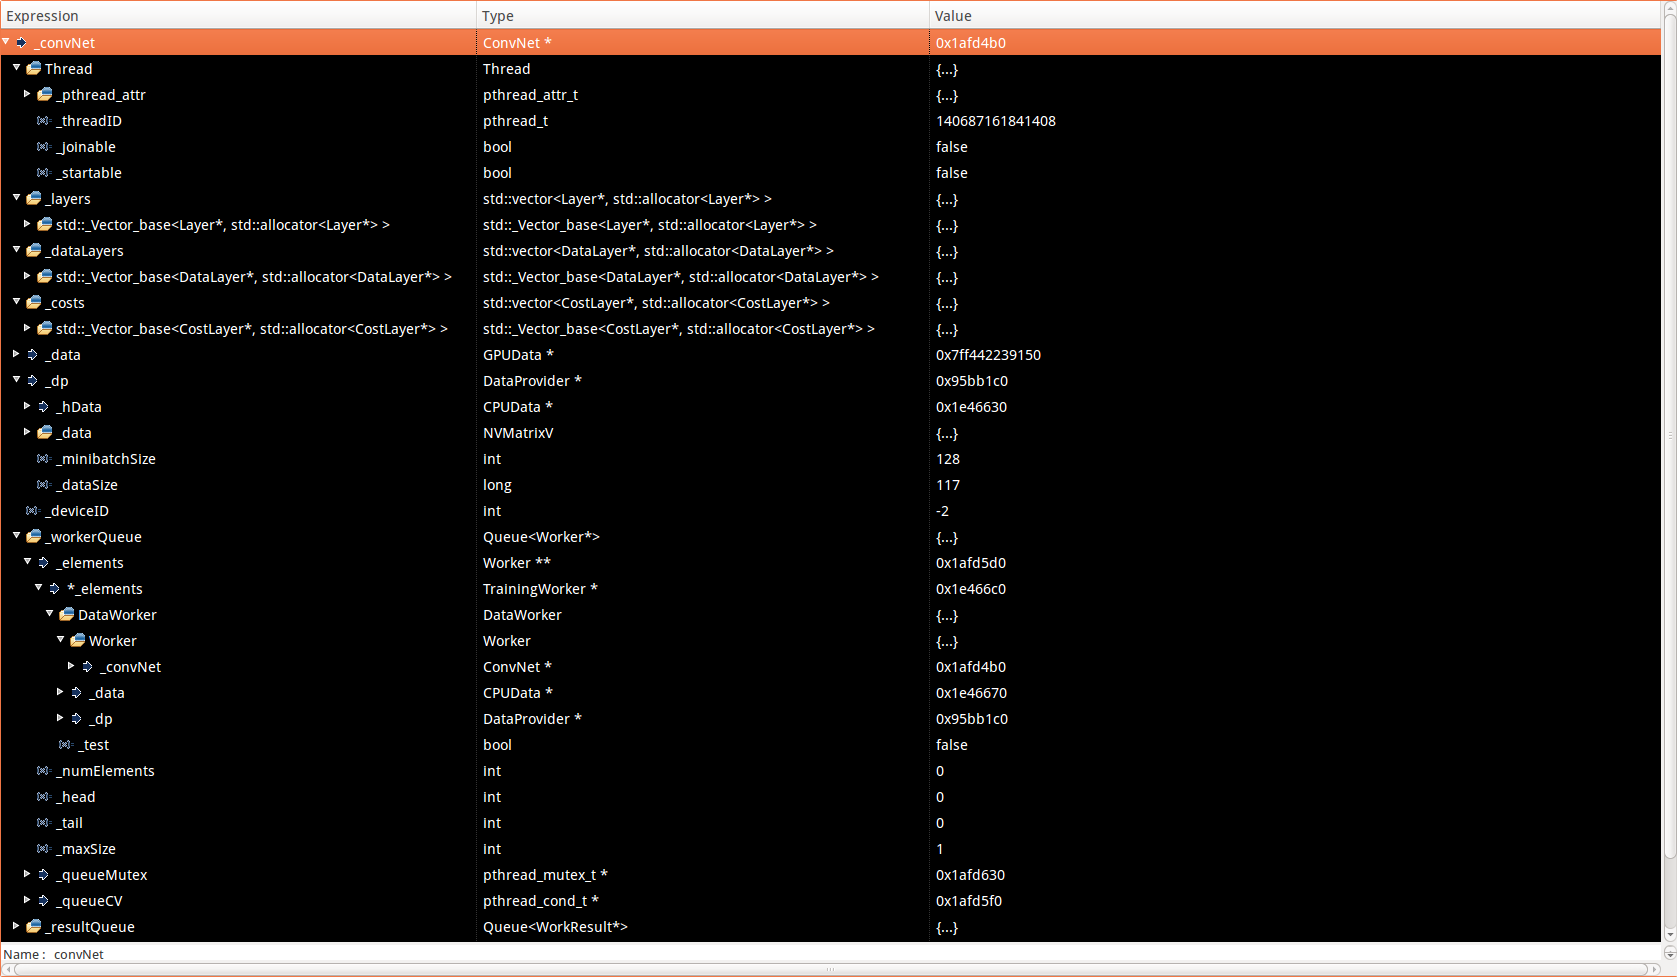 Expression Type Value
_convNet ConvNet * 0x1afd4b0
Thread Thread {...}
_pthread_attr pthread_attr_t {...}
_threadID pthread_t 140687161841408
_joinable bool false
_startable bool false
_layers std::vector<Layer*, std::allocator<Layer*> > {...}
std::_Vector_base<Layer*, std::allocator<Layer*> > std::_Vector_base<Layer*, std::allocator<Layer*> > {...}
_dataLayers std::vector<DataLayer*, std::allocator<DataLayer*> > {...}
std::_Vector_base<DataLayer*, std::allocator<DataLayer*> > std::_Vector_base<DataLayer*, std::allocator<DataLayer*> > {...}
_costs std::vector<CostLayer*, std::allocator<CostLayer*> > {...}
std::_Vector_base<CostLayer*, std::allocator<CostLayer*> > std::_Vector_base<CostLayer*, std::allocator<CostLayer*> > {...}
_data GPUData * 0x7ff442239150
_dp DataProvider * 0x95bb1c0
_hData CPUData * 0x1e46630
_data NVMatrixV {...}
_minibatchSize int 128
_dataSize long 117
_deviceID int -2
_workerQueue Queue<Worker*> {...}
_elements Worker ** 0x1afd5d0
*_elements TrainingWorker * 0x1e466c0
DataWorker DataWorker {...}
Worker Worker {...}
_convNet ConvNet * 0x1afd4b0
_data CPUData * 0x1e46670
_dp DataProvider * 0x95bb1c0
_test bool false
_numElements int 0
_head int 0
_tail int 0
_maxSize int 1
_queueMutex pthread_mutex_t * 0x1afd630
_queueCV pthread_cond_t * 0x1afd5f0
_resultQueue Queue<WorkResult*> {...}
Name : convNet